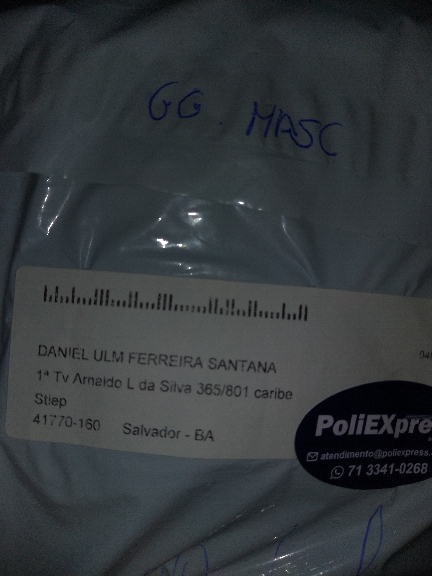 GG MASC
DANIEL ULM FERREIRA SANTANA
1ª Tv Arnaldo L da Silva 365/801 caribe
Stiep
41770-160 Salvador - BA
PoliEXpre
atendimento@poliexpress.
71 3341-0268